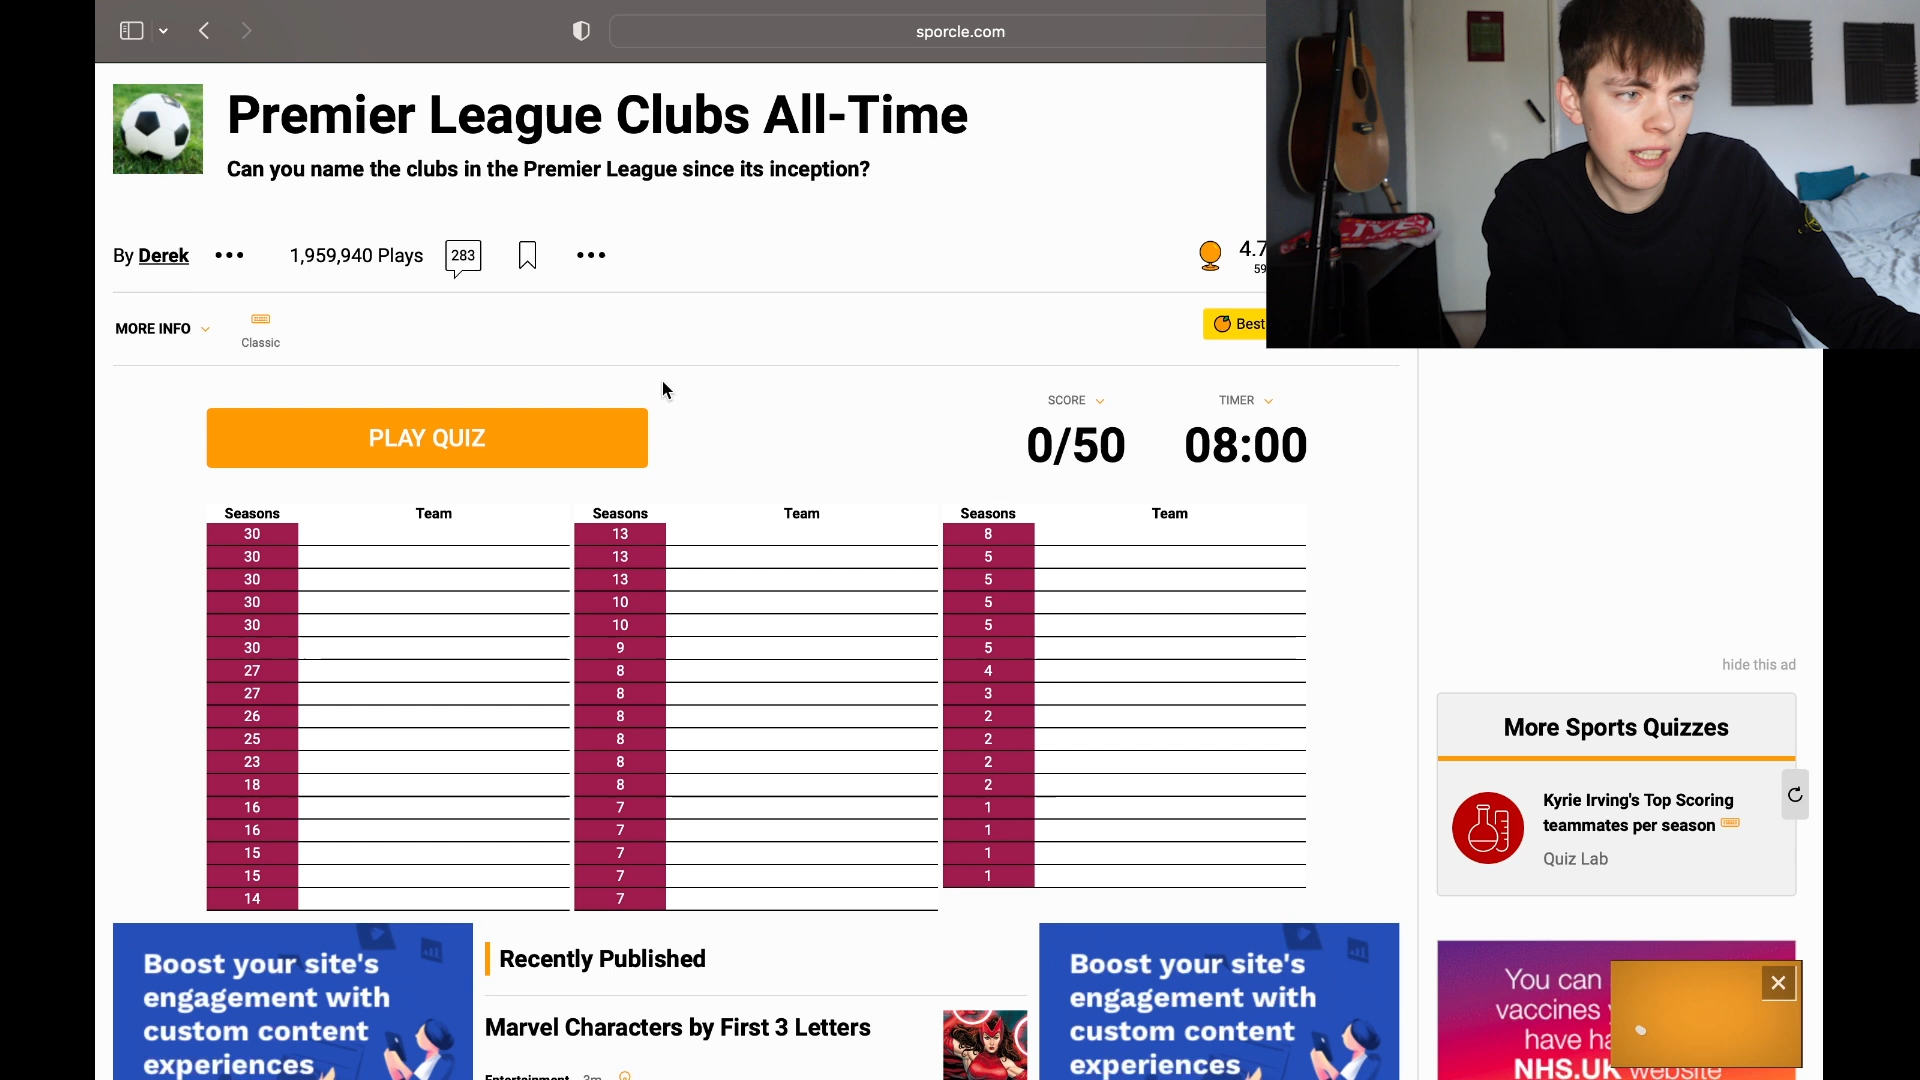 sporcle.com
Premier League Clubs All-Time
Can you name the clubs in the Premier League since its inception?
By Derek
1,959,940 Plays
283
4.7
59
MORE INFO
Classic
Best
PLAY QUIZ
SCORE
0/50
TIMER
08:00
Seasons Team Seasons Team Seasons Team
30 13 8
30 13 5
30 13 5
30 10 5
30 10 5
30 9 5
27 8 4
27 8 3
26 8 2
25 8 2
23 8 2
18 8 2
16 7 1
16 7 1
15 7 1
15 7 1
14 7
hide this ad
More Sports Quizzes
Kyrie Irving's Top Scoring
teammates per season
Quiz Lab
Boost your site's
engagement with
custom content
experiences
Recently Published
Marvel Characters by First 3 Letters
Entertainment 3m
Boost your site's
engagement with
custom content
experiences
You can
vaccines
have
NHS.UK website